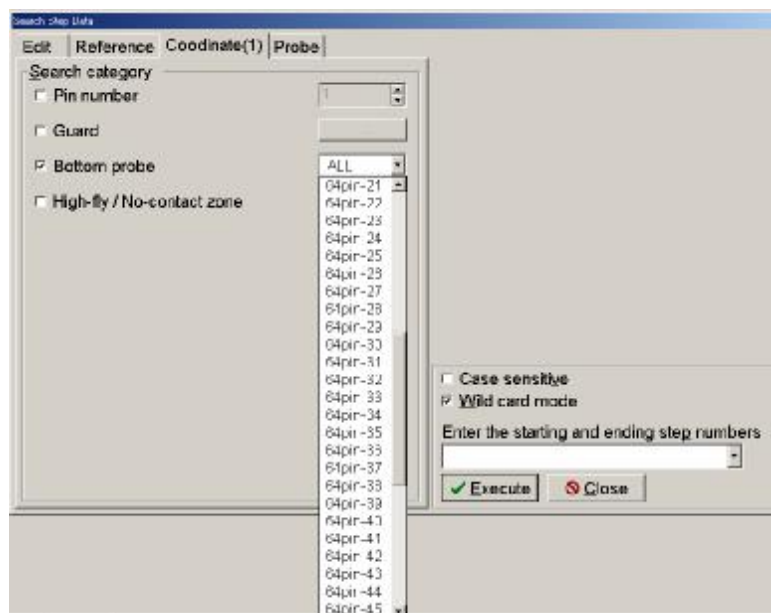 Search Step Data
Edit Reference Coodinate(1) Probe
Search category
Pin number 1
Guard
Bottom probe ALL
High-fly / No-contact zone
64pin-21
64pin-22
64pin-23
64pin-24
64pin-25
64pin-26
64pin-27
64pin-28
64pin-29
64pin-30
64pin-31
64pin-32
64pin-33
64pin-34
64pin-35
64pin-36
64pin-37
64pin-38
64pin-39
64pin-40
64pin-41
64pin-42
64pin-43
64pin-44
64pin-45
Case sensitive
Wild card mode
Enter the starting and ending step numbers
Execute Close